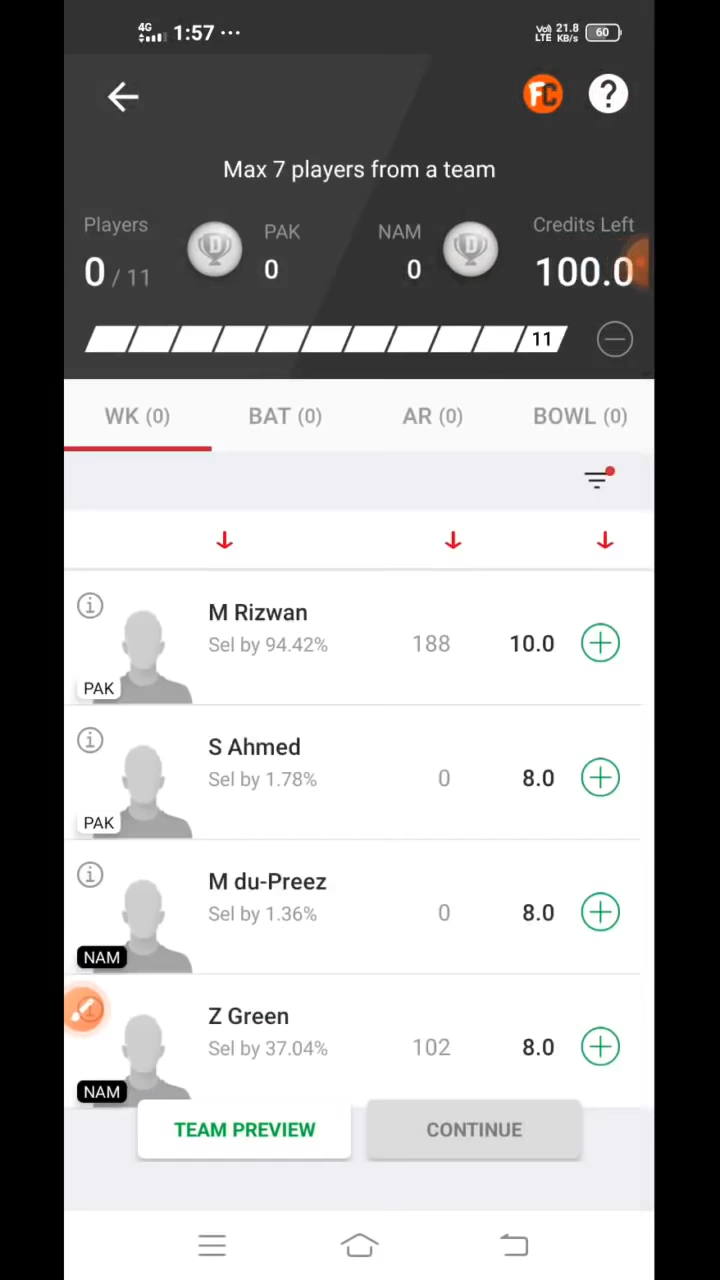 4G 1:57 ··· Vo) LTE 21.8 KB/s 60
FC ?
Max 7 players from a team
Players PAK NAM Credits Left
0 / 11 D 0 0 D 100.0
11
WK (0) BAT (0) AR (0) BOWL (0)
M Rizwan
Sel by 94.42% 188 10.0
PAK
S Ahmed
Sel by 1.78% 0 8.0
PAK
M du-Preez
Sel by 1.36% 0 8.0
NAM
Z Green
Sel by 37.04% 102 8.0
NAM
TEAM PREVIEW CONTINUE